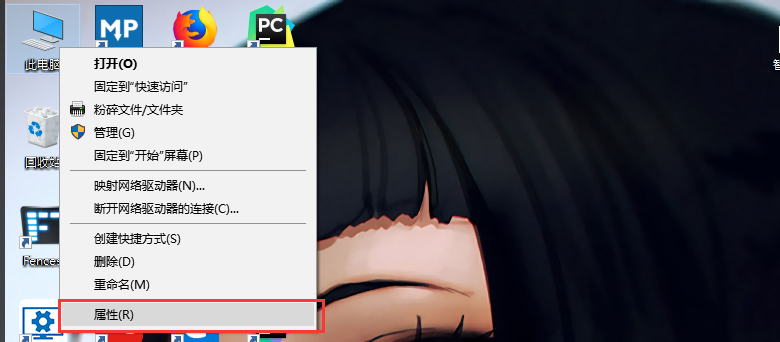 MP
PC
此电脑
智
打开(O)
固定到"快速访问"
粉碎文件/文件夹
管理(G)
固定到"开始"屏幕(P)
回收站
映射网络驱动器(N)...
断开网络驱动器的连接(C)...
创建快捷方式(S)
删除(D)
Fences
重命名(M)
属性(R)